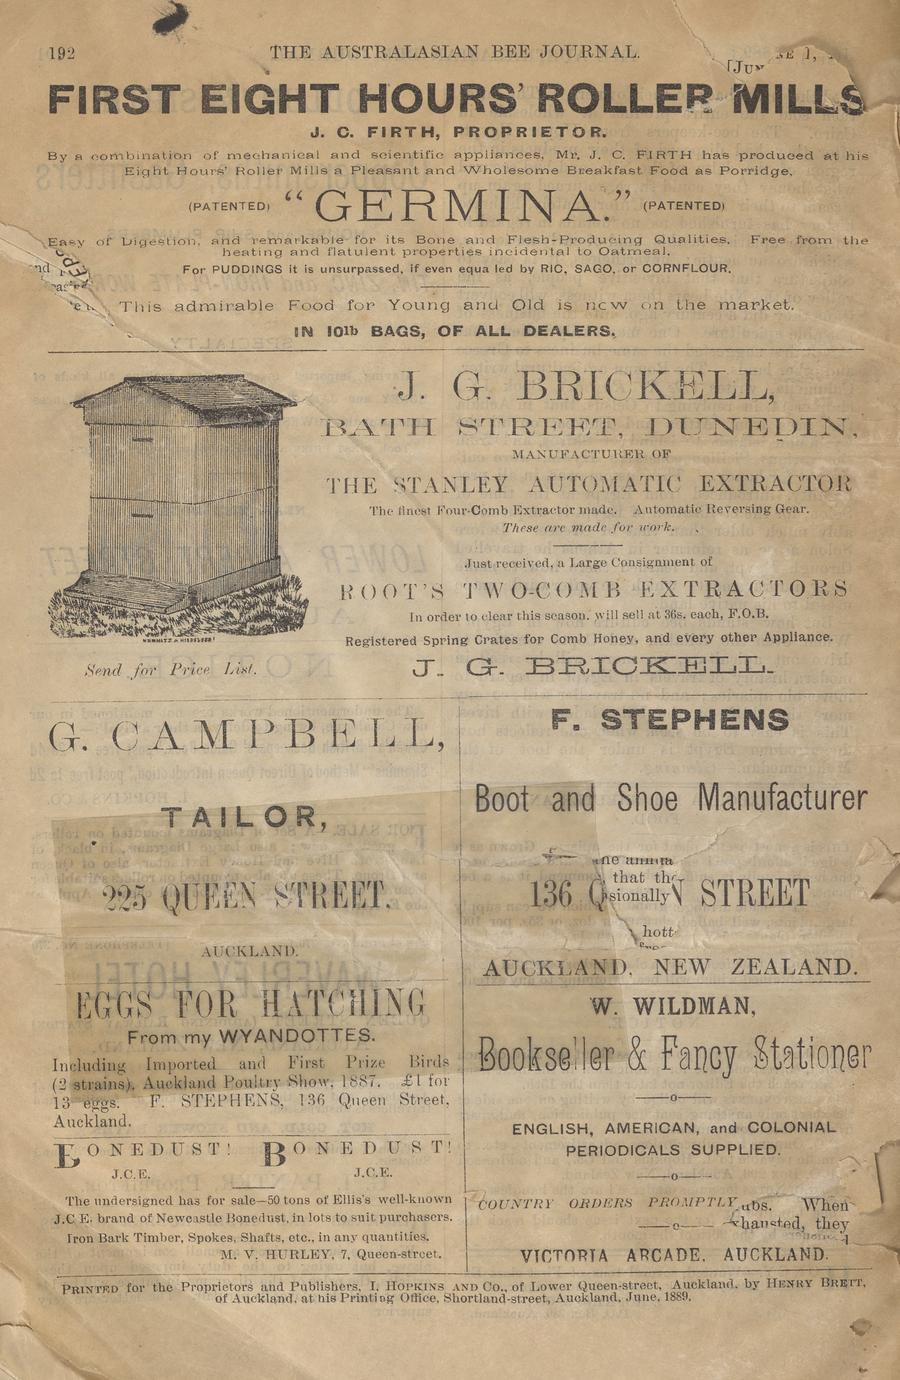 192
THE AUSTRALASIAN BEE JOURNAL.
[Jun
FIRST EIGHT HOURS' ROLLER MILLS
J. C. FIRTH, PROPRIETOR.
By a combination of mechanical and scientific appliances, Mr. J. C. FIRTH has produced at his
Eight Hours' Roller Mills a Pleasant and Wholesome Breakfast Food as Porridge,
(PATENTED) "GERMINA." (PATENTED)
Easy of Digestion, and remarkable for its Bone and Flesh-Producing Qualities. Free from the
heating and flatulent properties incidental to Oatmeal.
For PUDDINGS it is unsurpassed, if even equalled by RIC, SAGO, or CORNFLOUR.
This admirable Food for Young and Old is now on the market.
IN 10lb BAGS, OF ALL DEALERS.
J. G. BRICKELL,
BATH STREET, DUNEDIN,
MANUFACTURER OF
THE STANLEY AUTOMATIC EXTRACTOR
The finest Four-Comb Extractor made. Automatic Reversing Gear.
These are made for work.
Just received, a Large Consignment of
ROOT'S TWO-COMB EXTRACTORS
In order to clear this season, will sell at 36s. each, F.O.B.
Registered Spring Crates for Comb Honey, and every other Appliance.
Send for Price List.
J. G. BRICKELL.
G. CAMPBELL,
TAILOR,
225 QUEEN STREET,
AUCKLAND.
EGGS FOR HATCHING
From my WYANDOTTES.
Including Imported and First Prize Birds
(2 strains), Auckland Poultry Show, 1887. £1 for
13 eggs. F. STEPHENS, 136 Queen Street,
Auckland.
BONEDUST! BONEDUST!
J.C.E. J.C.E.
The undersigned has for sale—50 tons of Ellis's well-known
J.C.E. brand of Newcastle Bonedust, in lots to suit purchasers.
Iron Bark Timber, Spokes, Shafts, etc., in any quantities.
M. V. HURLEY, 7, Queen-street.
F. STEPHENS
Boot and Shoe Manufacturer
that the
136 STREET
sionally
hott
AUCKLAND, NEW ZEALAND.
W. WILDMAN,
Bookseller & Fancy Stationer
—o—
ENGLISH, AMERICAN, and COLONIAL
PERIODICALS SUPPLIED.
—o—
COUNTRY ORDERS PROMPTLY
When
—o—
hausted, they
VICTORIA ARCADE, AUCKLAND.
PRINTED for the Proprietors and Publishers, I. HOPKINS AND Co., of Lower Queen-street, Auckland, by HENRY BRETT,
of Auckland, at his Printing Office, Shortland-street, Auckland, June, 1889.